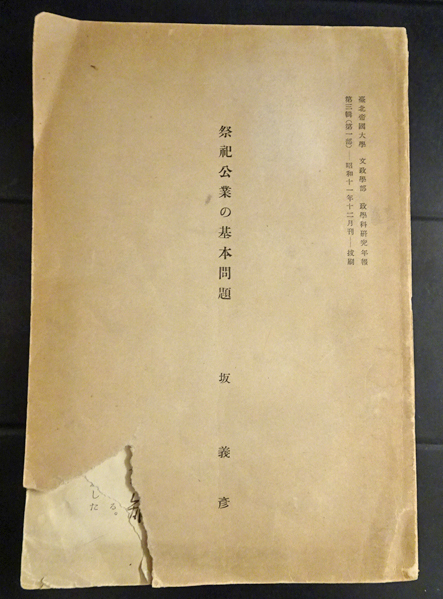 臺北帝國大學 文政學部 政學科研究年報
第三輯(第一部)—昭和十一年十二月刊—拔刷
祭祀公業の基本問題 坂義彦
る。
した